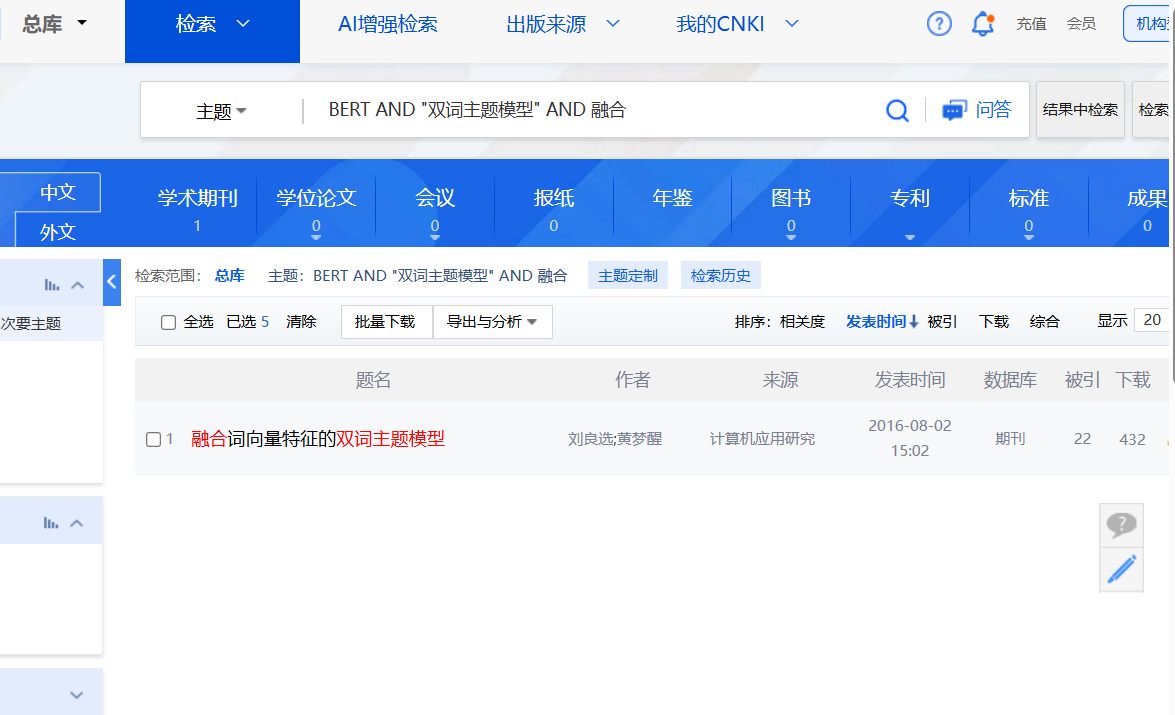 总库 检索 AI增强检索 出版来源 我的CNKI ? 充值 会员
主题 BERT AND "双词主题模型" AND 融合 问答 结果中检索 检索
中文 学术期刊 学位论文 会议 报纸 年鉴 图书 专利 标准 成果
外文 1 0 0 0 0 0 0
检索范围： 总库 主题：BERT AND "双词主题模型" AND 融合 主题定制 检索历史
次要主题 全选 已选 5 清除 批量下载 导出与分析 排序： 相关度 发表时间↓ 被引 下载 综合 显示 20
题名 作者 来源 发表时间 数据库 被引 下载
1 融合词向量特征的双词主题模型 刘良选;黄梦醒 计算机应用研究 2016-08-02 期刊 22 432
15:02
?